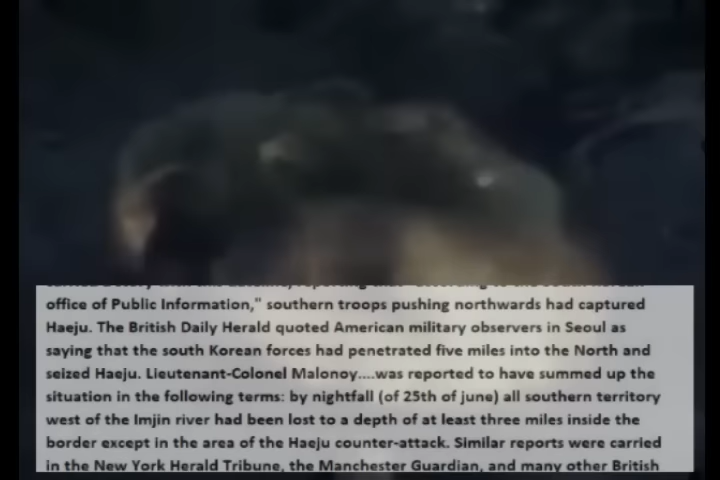 office of Public Information," southern troops pushing northwards had captured
Haeju. The British Daily Herald quoted American military observers in Seoul as
saying that the south Korean forces had penetrated five miles into the North and
seized Haeju. Lieutenant-Colonel Malonoy....was reported to have summed up the
situation in the following terms: by nightfall (of 25th of june) all southern territory
west of the Imjin river had been lost to a depth of at least three miles inside the
border except in the area of the Haeju counter-attack. Similar reports were carried
in the New York Herald Tribune, the Manchester Guardian, and many other British